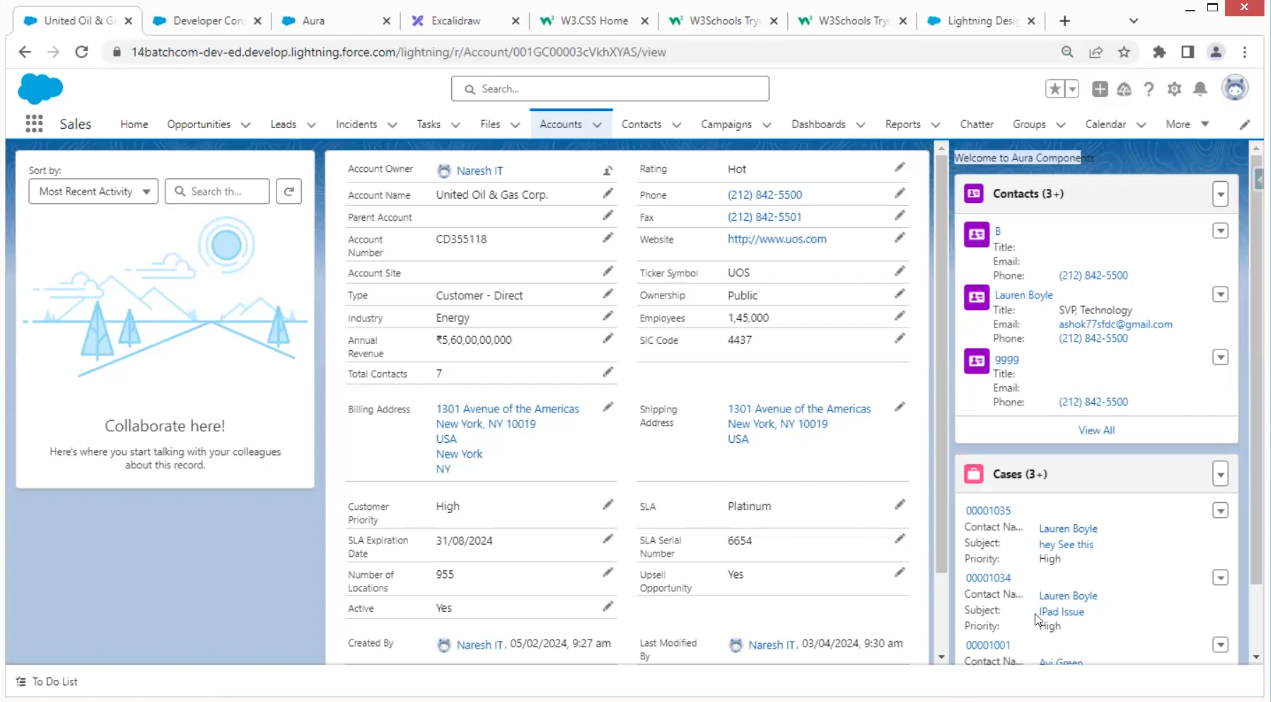 United Oil & G
Developer Con
Aura
Excalidraw
W3.CSS Home
W3Schools Try
W3Schools Try
Lightning Desi
14batchcom-dev-ed.develop.lightning.force.com/lightning/r/Account/001GC00003cVkhXYAS/view
Search...
Sales
Home
Opportunities
Leads
Incidents
Tasks
Files
Accounts
Contacts
Campaigns
Dashboards
Reports
Chatter
Groups
Calendar
More
Sort by:
Most Recent Activity
Search th...
Collaborate here!
Here's where you start talking with your colleagues
about this record.
Account Owner Naresh IT
Rating Hot
Account Name United Oil & Gas Corp.
Phone (212) 842-5500
Parent Account
Fax (212) 842-5501
Account
Number
CD355118
Website http://www.uos.com
Account Site
Ticker Symbol UOS
Type Customer - Direct
Ownership Public
Industry Energy
Employees 1,45,000
Annual
Revenue
₹5,60,00,00,000
SIC Code 4437
Total Contacts 7
Billing Address
1301 Avenue of the Americas
New York, NY 10019
USA
New York
NY
Shipping
Address
1301 Avenue of the Americas
New York, NY 10019
USA
Customer
Priority
High
SLA Platinum
SLA Expiration
Date
31/08/2024
SLA Serial
Number
6654
Number of
Locations
955
Upsell
Opportunity
Yes
Active Yes
Created By Naresh IT, 05/02/2024, 9:27 am
Last Modified
By
Naresh IT, 03/04/2024, 9:30 am
Welcome to Aura Components
Contacts (3+)
B
Title:
Email:
Phone: (212) 842-5500
Lauren Boyle
Title: SVP, Technology
Email: ashok77sfdc@gmail.com
Phone: (212) 842-5500
9999
Title:
Email:
Phone: (212) 842-5500
View All
Cases (3+)
00001035
Contact Na... Lauren Boyle
Subject: hey See this
Priority: High
00001034
Contact Na... Lauren Boyle
Subject: IPad Issue
Priority: High
00001001
Contact Na... Avi Green
To Do List